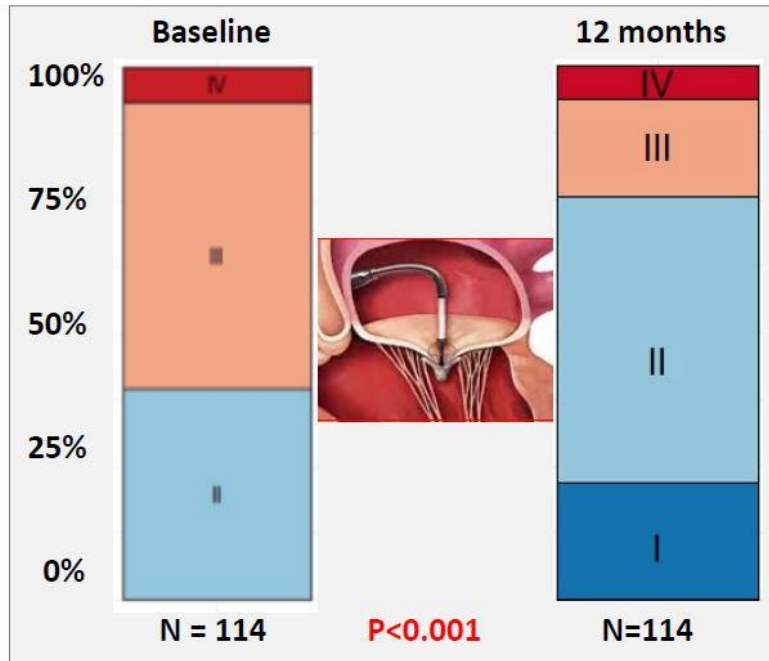 Baseline
12 months
100%
75%
50%
25%
0%
IV
III
II
IV
III
II
I
N = 114
P<0.001
N=114